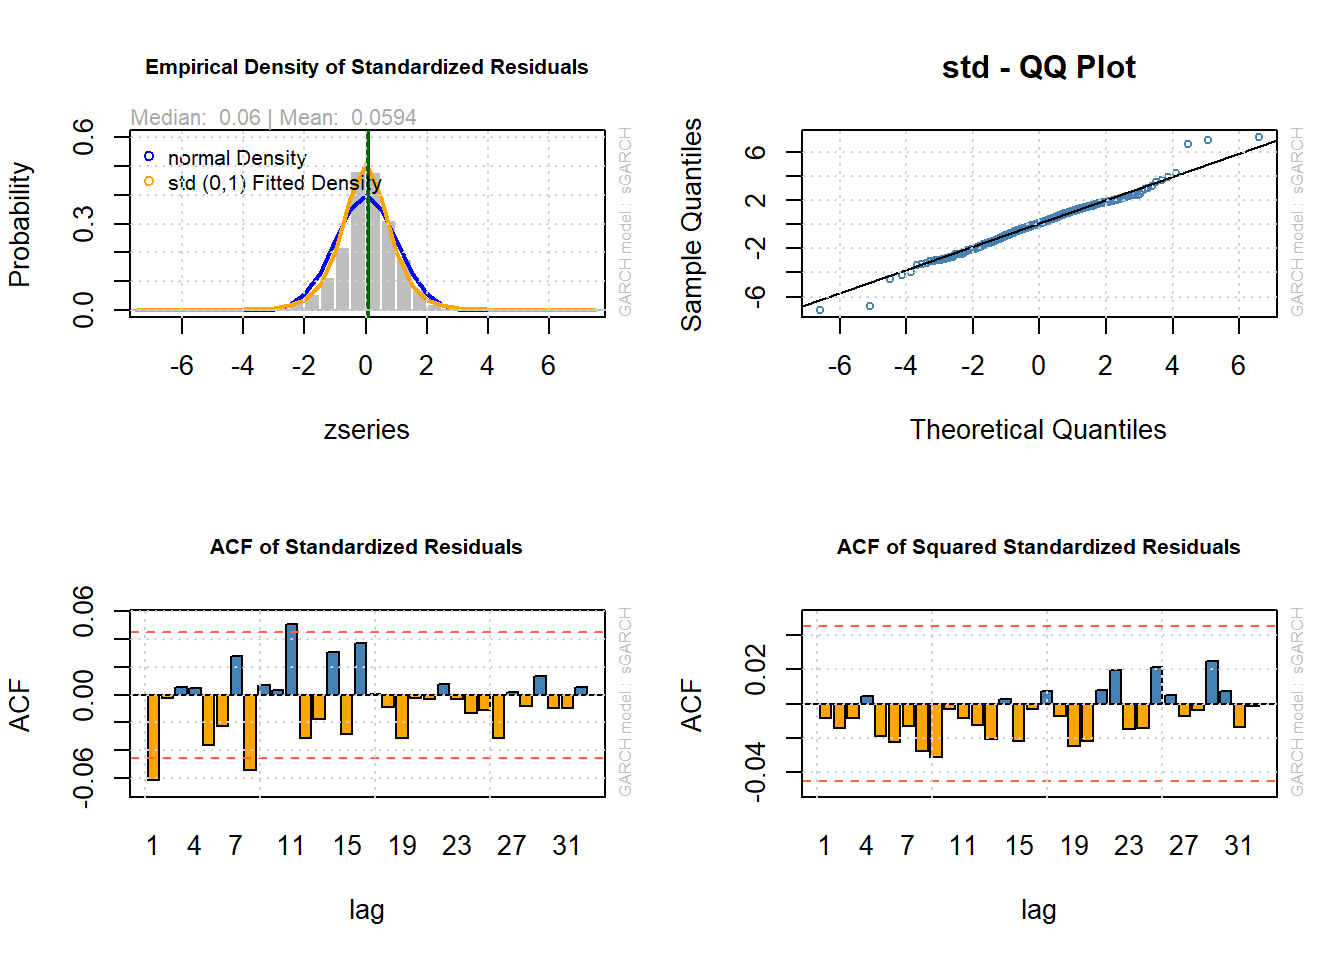 Empirical Density of Standardized Residuals
Median:  0.06 | Mean:  0.0594
normal Density
std (0,1) Fitted Density
Probability
0.0
0.3
0.6
-6 -4 -2 0 2 4 6
zseries
GARCH model :  sGARCH
std - QQ Plot
Sample Quantiles
-6
-2
2
6
-6 -4 -2 0 2 4 6
Theoretical Quantiles
GARCH model :  sGARCH
ACF of Standardized Residuals
ACF
-0.06
0.00
0.06
1 4 7 11 15 19 23 27 31
lag
GARCH model :  sGARCH
ACF of Squared Standardized Residuals
ACF
-0.04
0.02
1 4 7 11 15 19 23 27 31
lag
GARCH model :  sGARCH